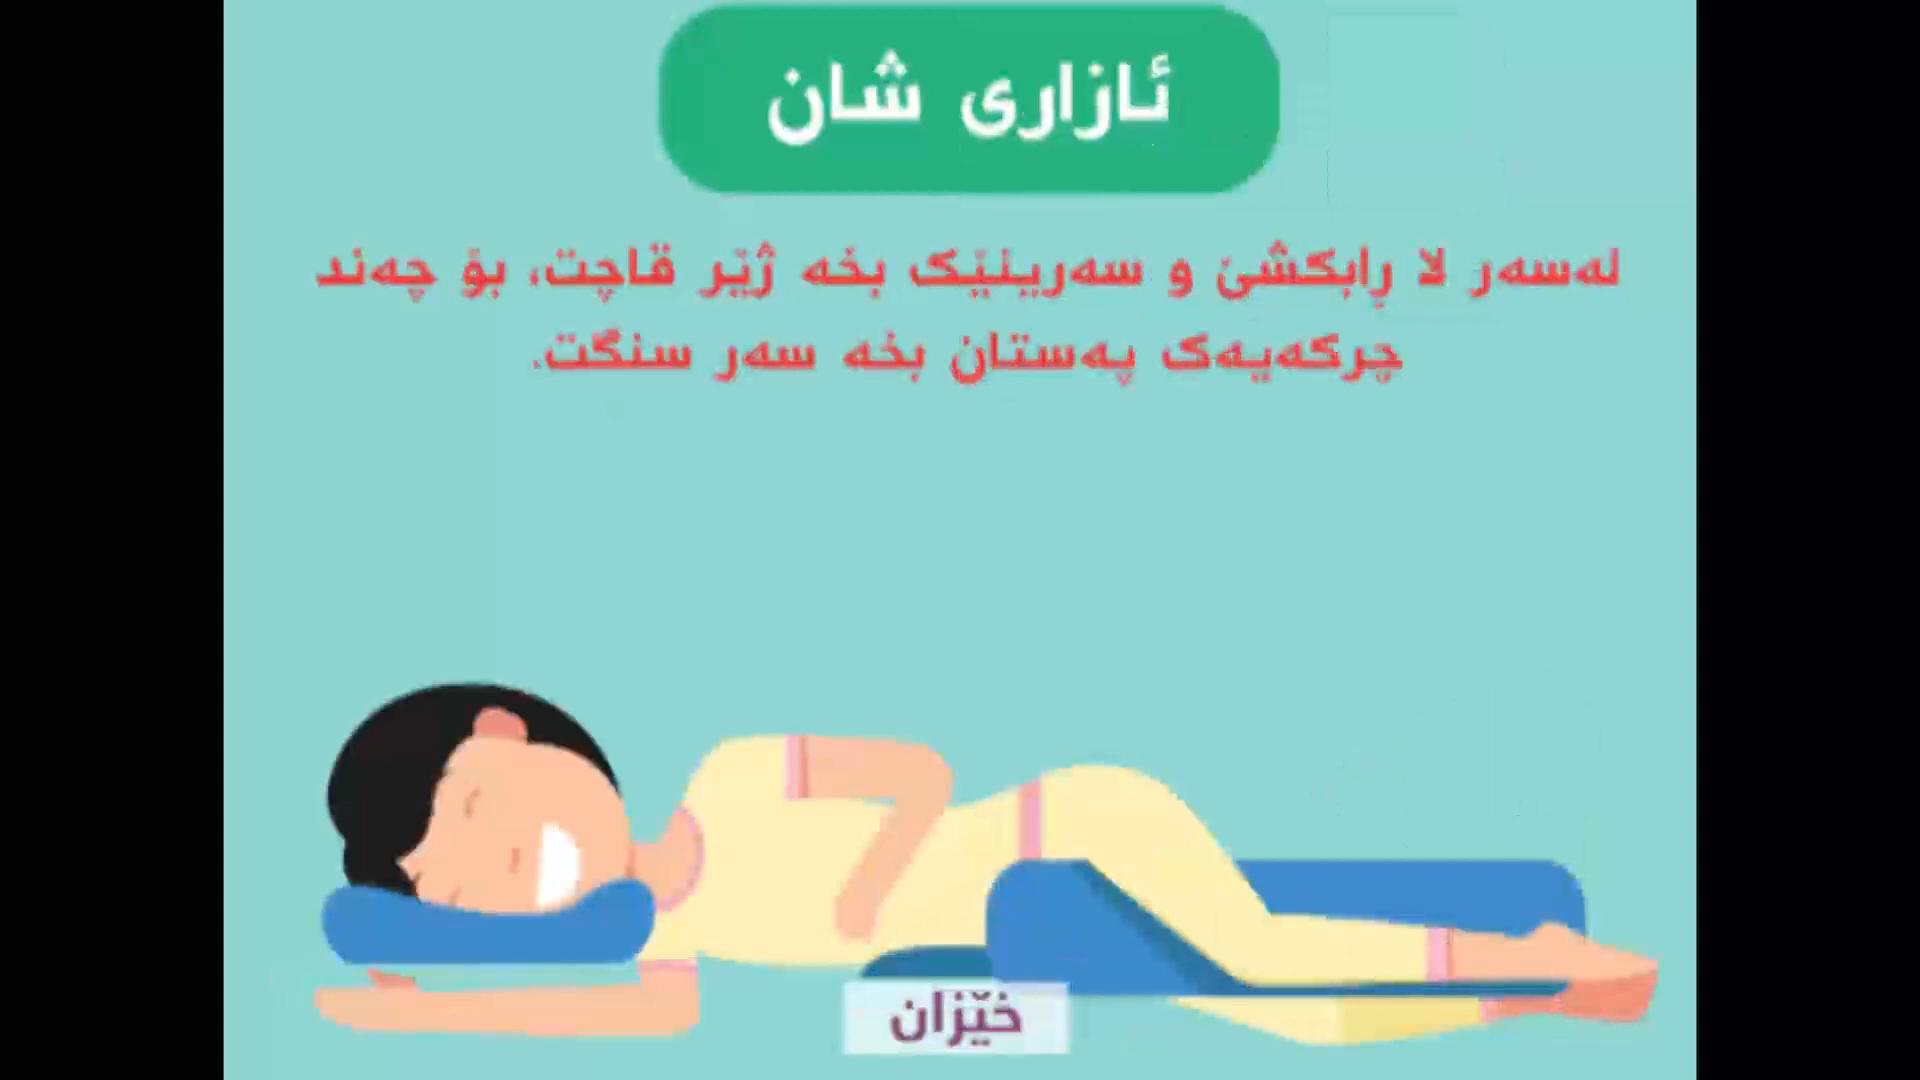 ئازاری شان
لەسەر لا ڕابکشێ و سەرینێک بخە ژێر قاچت، بۆ چەند
چرکەیەک پەستان بخە سەر سنگت.
خێزان